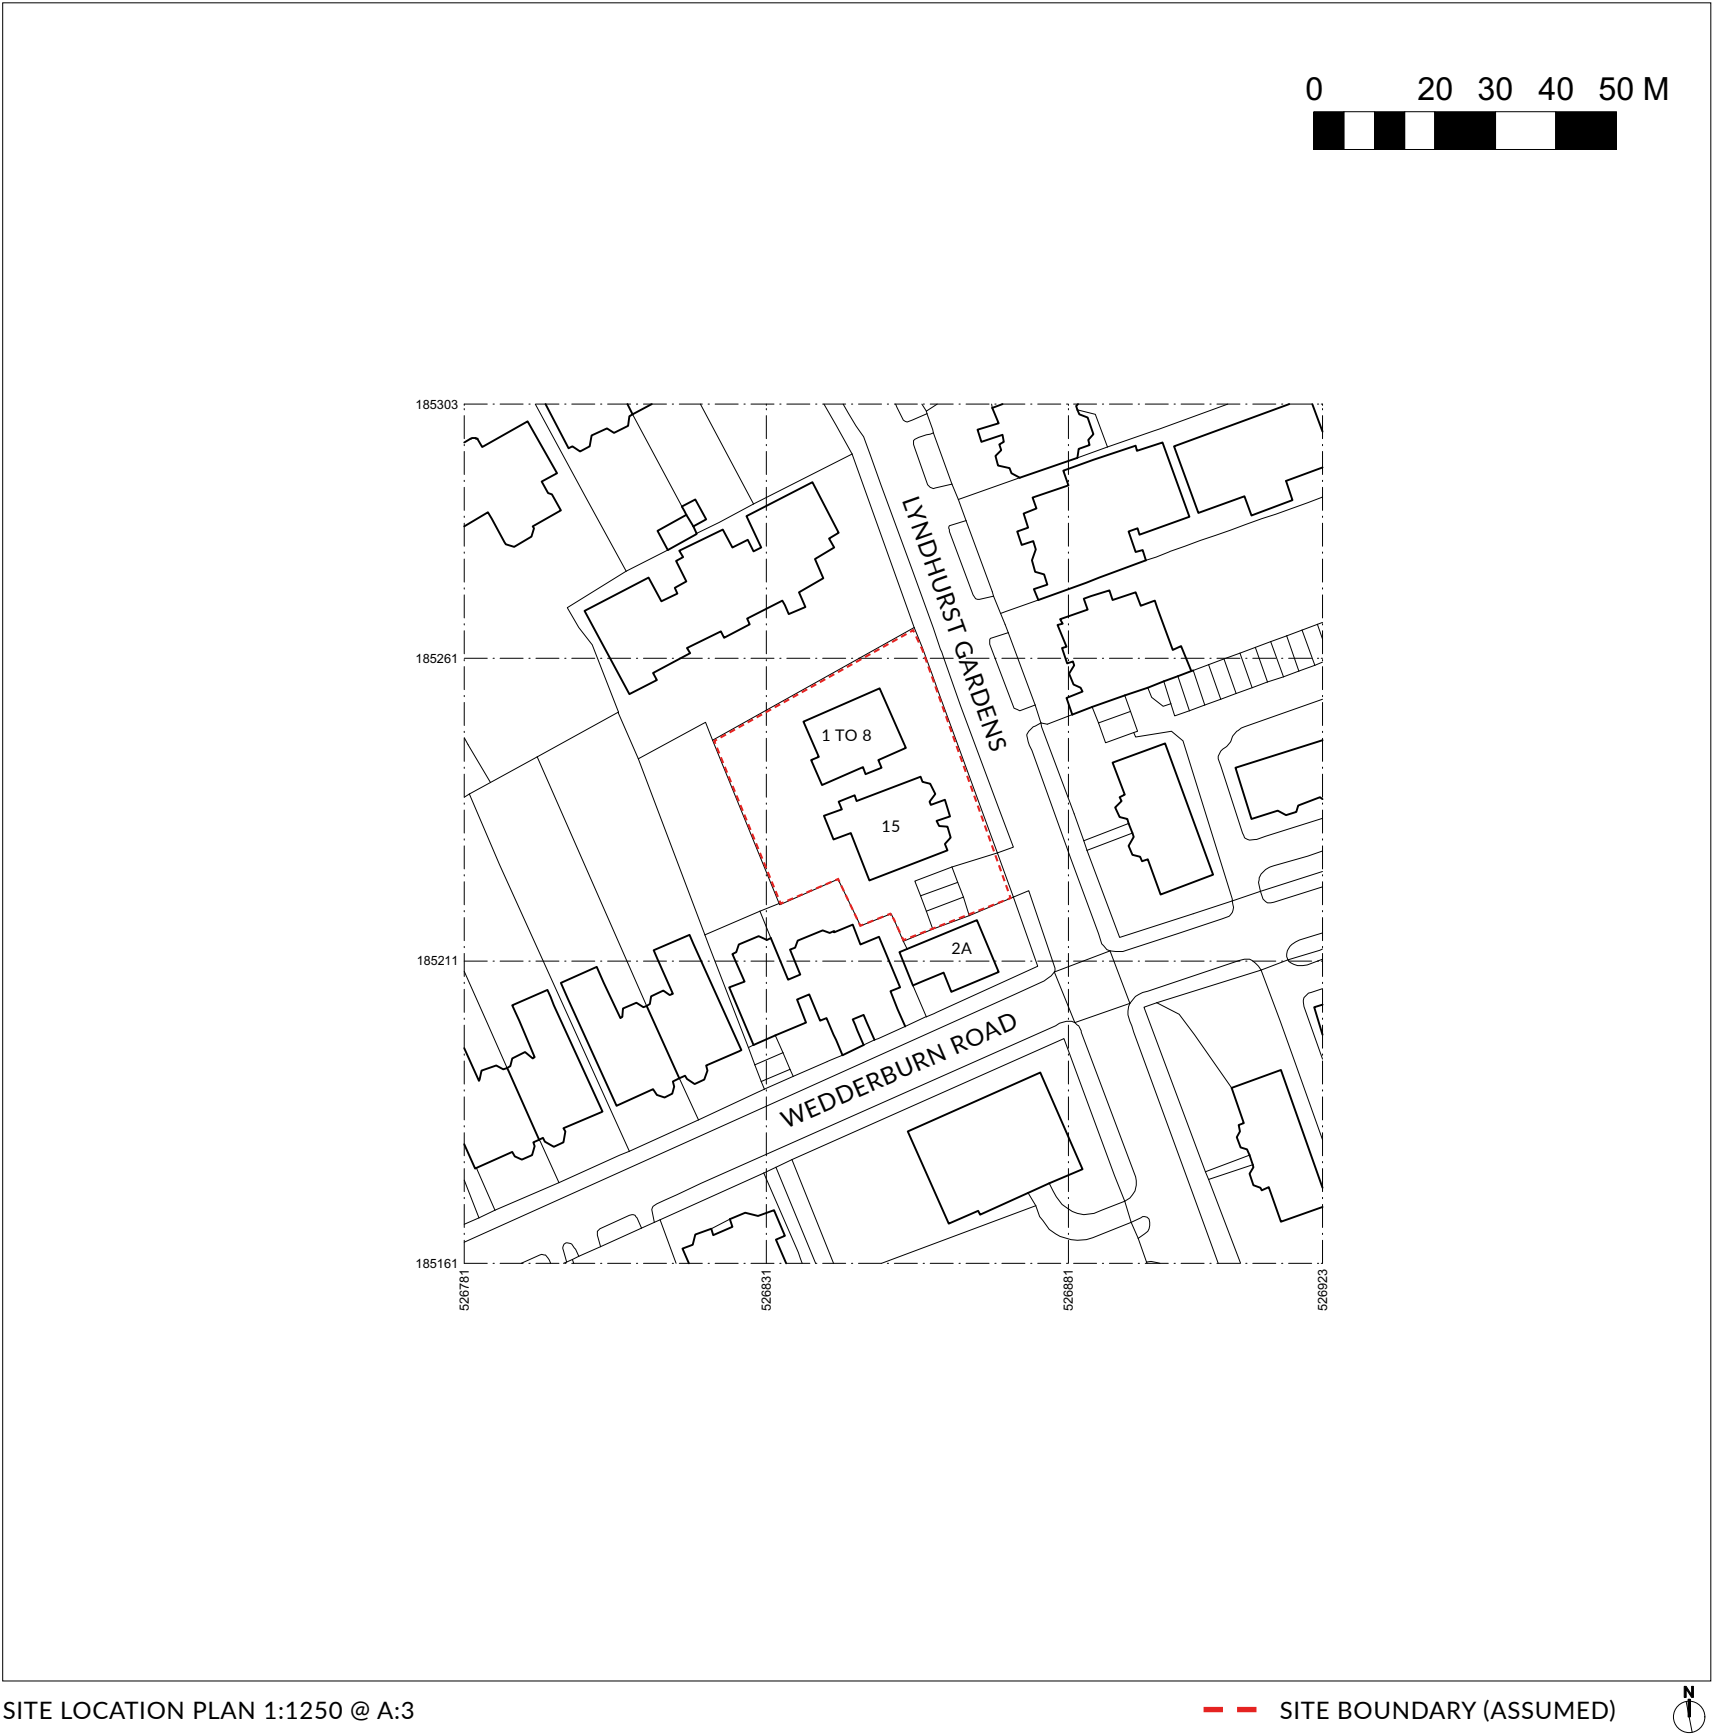 0 20 30 40 50 M
185303
LYNDHURST GARDENS
185261
1 TO 8
15
2A
185211
WEDDERBURN ROAD
185161
526781
526831
526881
526923
SITE LOCATION PLAN 1:1250 @ A:3
SITE BOUNDARY (ASSUMED)
N